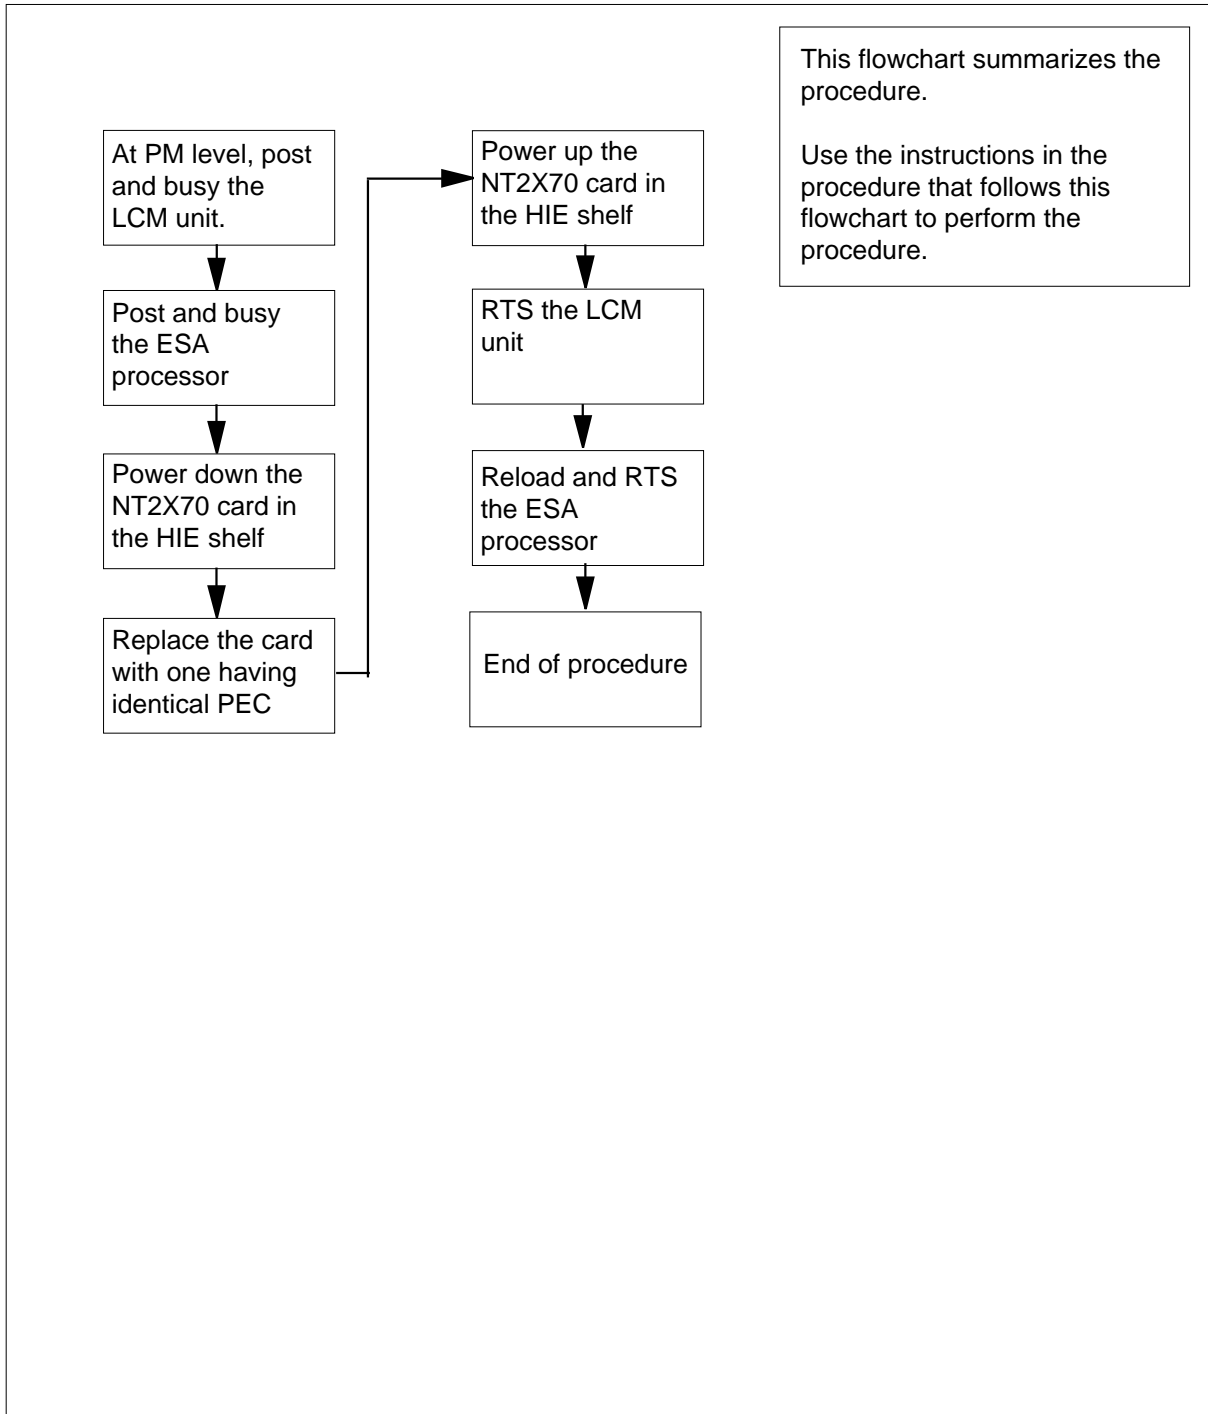 At PM level, post
and busy the
LCM unit.
Post and busy
the ESA
processor
Power down the
NT2X70 card in
the HIE shelf
Replace the card
with one having
identical PEC
Power up the
NT2X70 card in
the HIE shelf
RTS the LCM
unit
Reload and RTS
the ESA
processor
End of procedure
This flowchart summarizes the
procedure.
Use the instructions in the
procedure that follows this
flowchart to perform the
procedure.